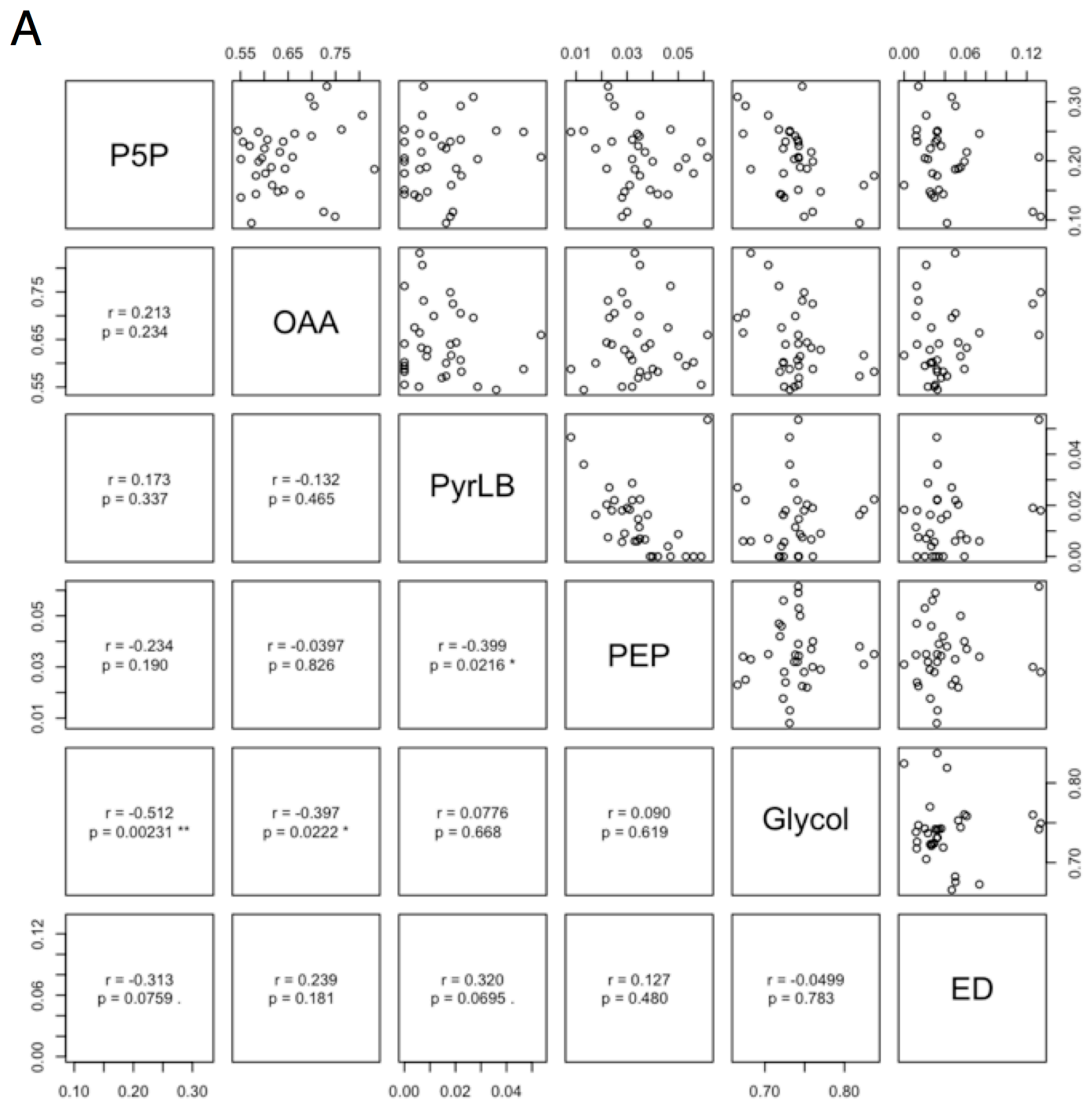 A
0.55 0.65 0.75
0.01 0.03 0.05
0.00 0.06 0.12
P5P
0.10 0.20 0.30
0.55 0.65 0.75
r = 0.213
p = 0.234
OAA
r = 0.173
p = 0.337
r = -0.132
p = 0.465
PyrLB
0.00 0.02 0.04
0.01 0.03 0.05
r = -0.234
p = 0.190
r = -0.0397
p = 0.826
r = -0.399
p = 0.0216 *
PEP
r = -0.512
p = 0.00231 **
r = -0.397
p = 0.0222 *
r = 0.0776
p = 0.668
r = 0.090
p = 0.619
Glycol
0.70 0.80
0.00 0.06 0.12
r = -0.313
p = 0.0759 .
r = 0.239
p = 0.181
r = 0.320
p = 0.0695 .
r = 0.127
p = 0.480
r = -0.0499
p = 0.783
ED
0.10 0.20 0.30
0.00 0.02 0.04
0.70 0.80